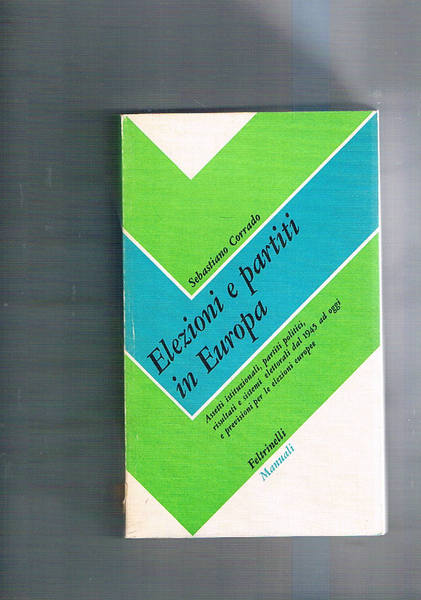 Sebastiano Corrado
Elezioni e partiti
in Europa
Assetti istituzionali, partiti politici,
risultati e sistemi elettorali dal 1945 ad oggi
e previsioni per le elezioni europee
Feltrinelli
Manuali